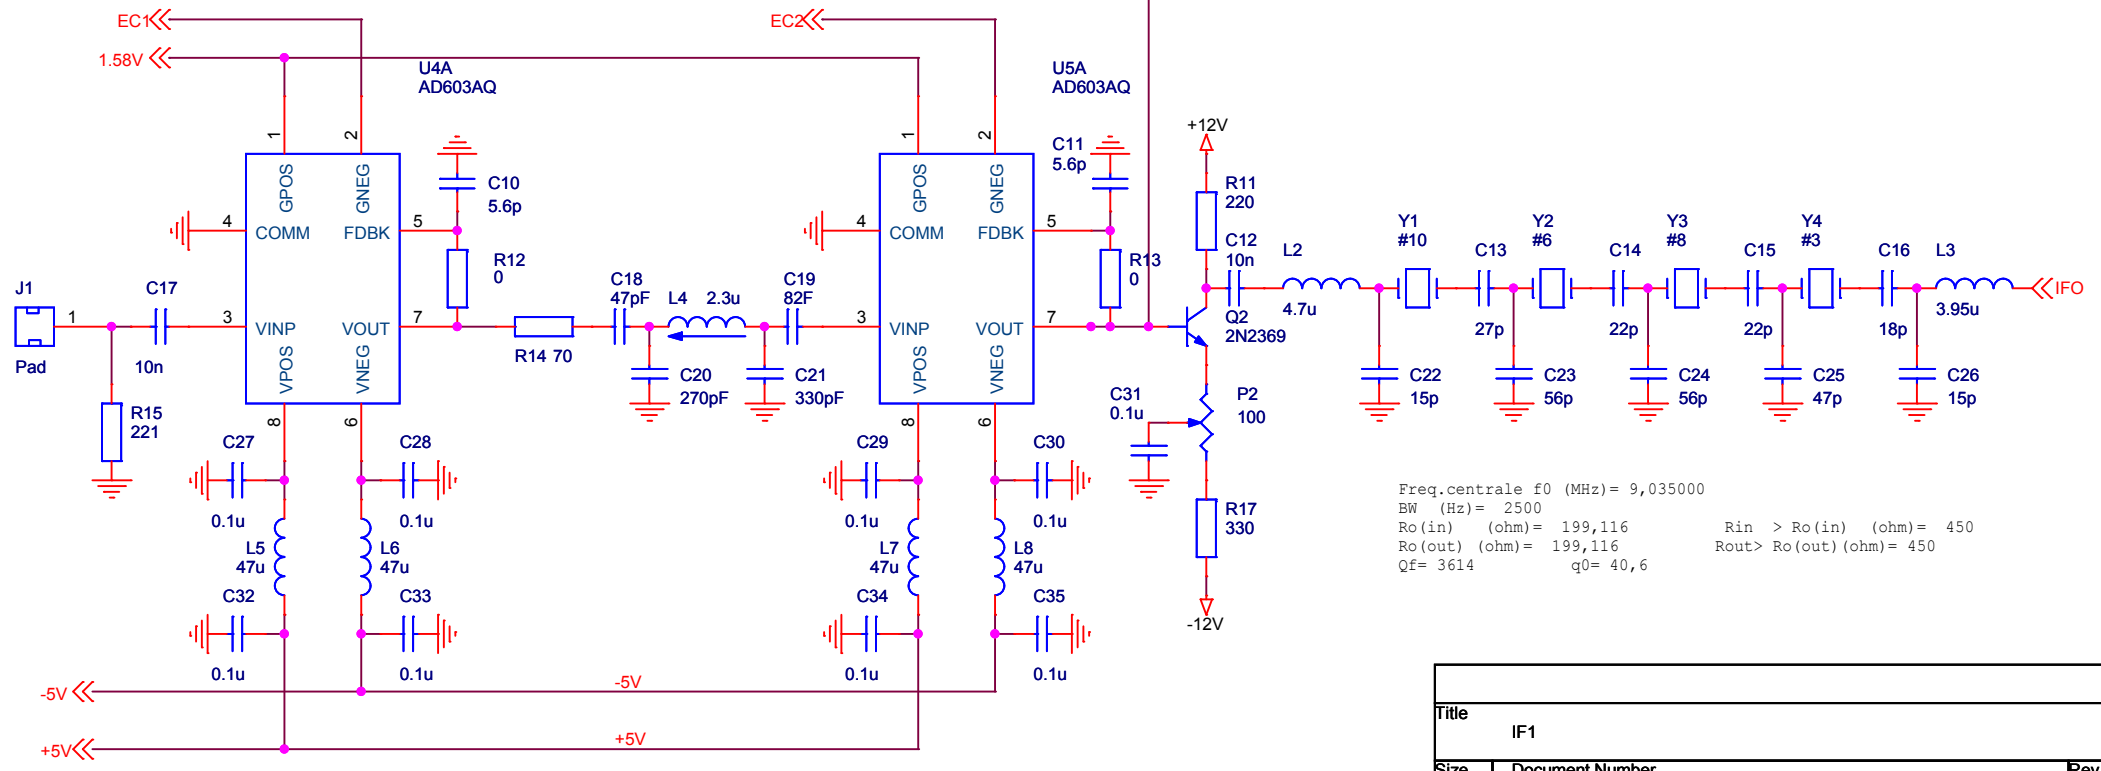 EC1
EC2
1.58V
U4A
AD603AQ
U5A
AD603AQ
+12V
1
2
1
2
C10
5.6p
C11
5.6p
R11
220
GPOS
GNEG
GPOS
GNEG
4
COMM
FDBK
5
4
COMM
FDBK
5
R12
0
R13
0
C12
10n
L2
4.7u
Y1
#10
C13
27p
Y2
#6
C14
22p
Y3
#8
C15
22p
Y4
#3
C16
18p
L3
3.95u
IFO
J1
1
Pad
C17
10n
3
VINP
VOUT
7
R14 70
C18
47pF
L4
2.3u
C19
82F
3
VINP
VOUT
7
Q2
2N2369
VPOS
VNEG
VPOS
VNEG
R15
221
C20
270pF
C21
330pF
C31
0.1u
P2
100
C22
15p
C23
56p
C24
56p
C25
47p
C26
15p
8
6
8
6
C27
0.1u
C28
0.1u
C29
0.1u
C30
0.1u
L5
47u
L6
47u
L7
47u
L8
47u
R17
330
C32
0.1u
C33
0.1u
C34
0.1u
C35
0.1u
-12V
-5V
-5V
+5V
+5V
Freq.centrale f0 (MHz)= 9,035000
BW (Hz)= 2500
Ro(in) (ohm)= 199,116 Rin > Ro(in) (ohm)= 450
Ro(out) (ohm)= 199,116 Rout> Ro(out)(ohm)= 450
Qf= 3614 q0= 40,6
Title
IF1
Size Document Number Rev